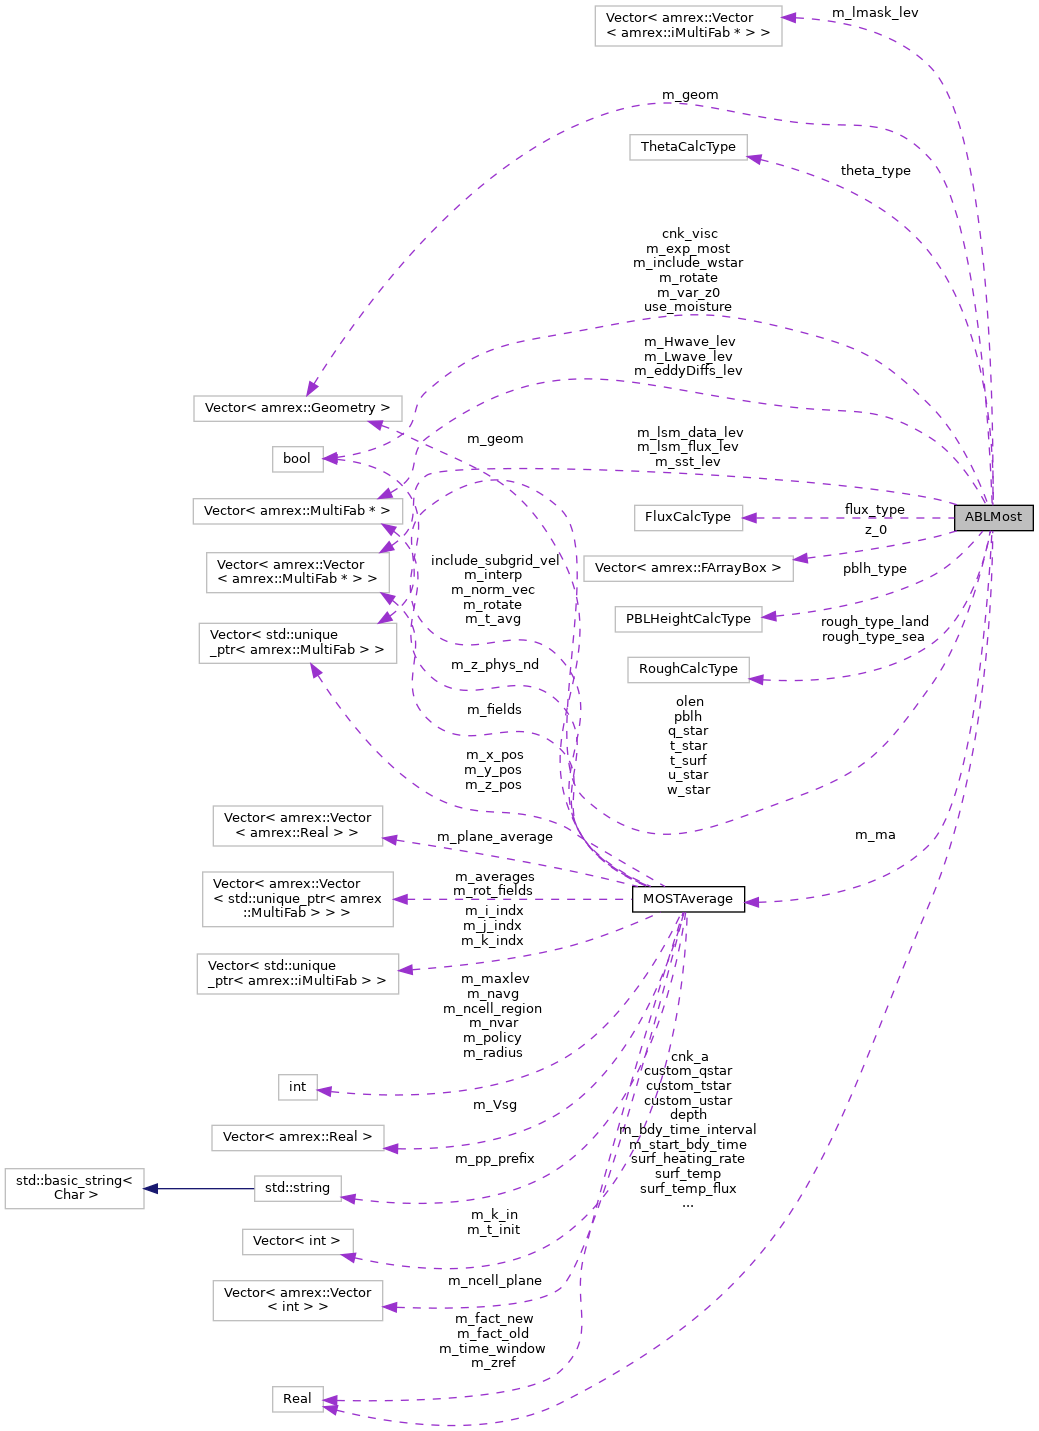 Vector< amrex::Vector
< amrex::iMultiFab * > >
m_lmask_lev
m_geom
ThetaCalcType
theta_type
cnk_visc
m_exp_most
m_include_wstar
m_rotate
m_var_z0
use_moisture
m_Hwave_lev
m_Lwave_lev
m_eddyDiffs_lev
Vector< amrex::Geometry >
m_geom
m_lsm_data_lev
m_lsm_flux_lev
m_sst_lev
bool
Vector< amrex::MultiFab * >
FluxCalcType
flux_type
ABLMost
z_0
Vector< amrex::Vector
< amrex::MultiFab * > >
include_subgrid_vel
m_interp
m_norm_vec
m_rotate
m_t_avg
Vector< amrex::FArrayBox >
pblh_type
PBLHeightCalcType
rough_type_land
rough_type_sea
Vector< std::unique
_ptr< amrex::MultiFab > >
m_z_phys_nd
RoughCalcType
m_fields
olen
pblh
q_star
t_star
t_surf
u_star
w_star
m_x_pos
m_y_pos
m_z_pos
Vector< amrex::Vector
< amrex::Real > >
m_plane_average
m_ma
Vector< amrex::Vector
< std::unique_ptr< amrex
::MultiFab > > >
m_averages
m_rot_fields
MOSTAverage
m_i_indx
m_j_indx
m_k_indx
Vector< std::unique
_ptr< amrex::iMultiFab > >
m_maxlev
m_navg
m_ncell_region
m_nvar
m_policy
m_radius
int
cnk_a
custom_qstar
custom_tstar
custom_ustar
depth
m_bdy_time_interval
m_start_bdy_time
surf_heating_rate
surf_temp
surf_temp_flux
...
m_Vsg
Vector< amrex::Real >
m_pp_prefix
std::basic_string<
Char >
std::string
m_k_in
m_t_init
Vector< int >
m_ncell_plane
Vector< amrex::Vector
< int > >
m_fact_new
m_fact_old
m_time_window
m_zref
Real